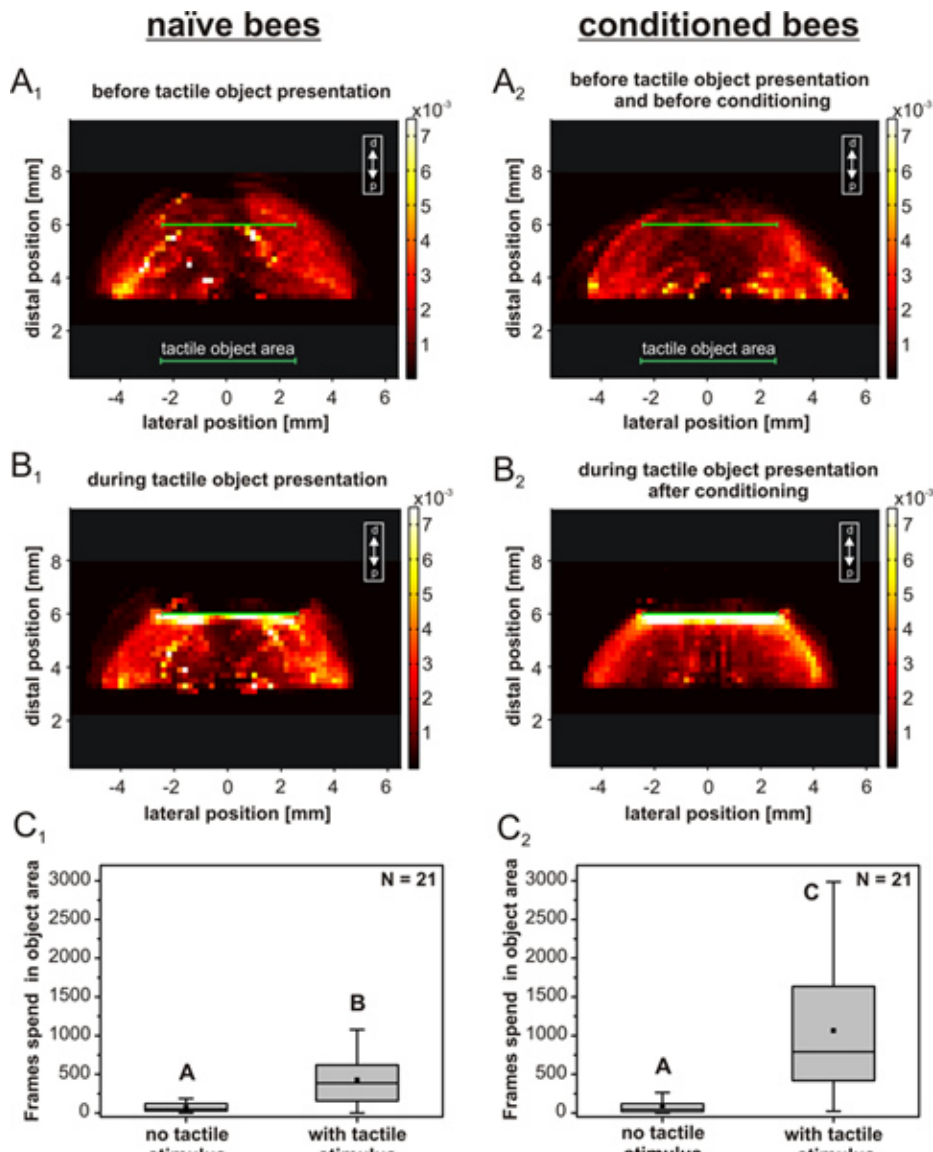 naïve bees
conditioned bees
A1
before tactile object presentation
A2
before tactile object presentation
and before conditioning
x10-3
7
6
5
4
3
2
1
d
p
distal position [mm]
8
6
4
2
tactile object area
-4 -2 0 2 4 6
lateral position [mm]
x10-3
7
6
5
4
3
2
1
d
p
distal position [mm]
8
6
4
2
tactile object area
-4 -2 0 2 4 6
lateral position [mm]
B1
during tactile object presentation
x10-3
7
6
5
4
3
2
1
d
p
distal position [mm]
8
6
4
2
-4 -2 0 2 4 6
lateral position [mm]
B2
during tactile object presentation
after conditioning
x10-3
7
6
5
4
3
2
1
d
p
distal position [mm]
8
6
4
2
-4 -2 0 2 4 6
lateral position [mm]
C1
Frames spend in object area
3000
2500
2000
1500
1000
500
0
N = 21
A
B
no tactile
stimulus
with tactile
stimulus
C2
Frames spend in object area
3000
2500
2000
1500
1000
500
0
N = 21
A
C
no tactile
stimulus
with tactile
stimulus